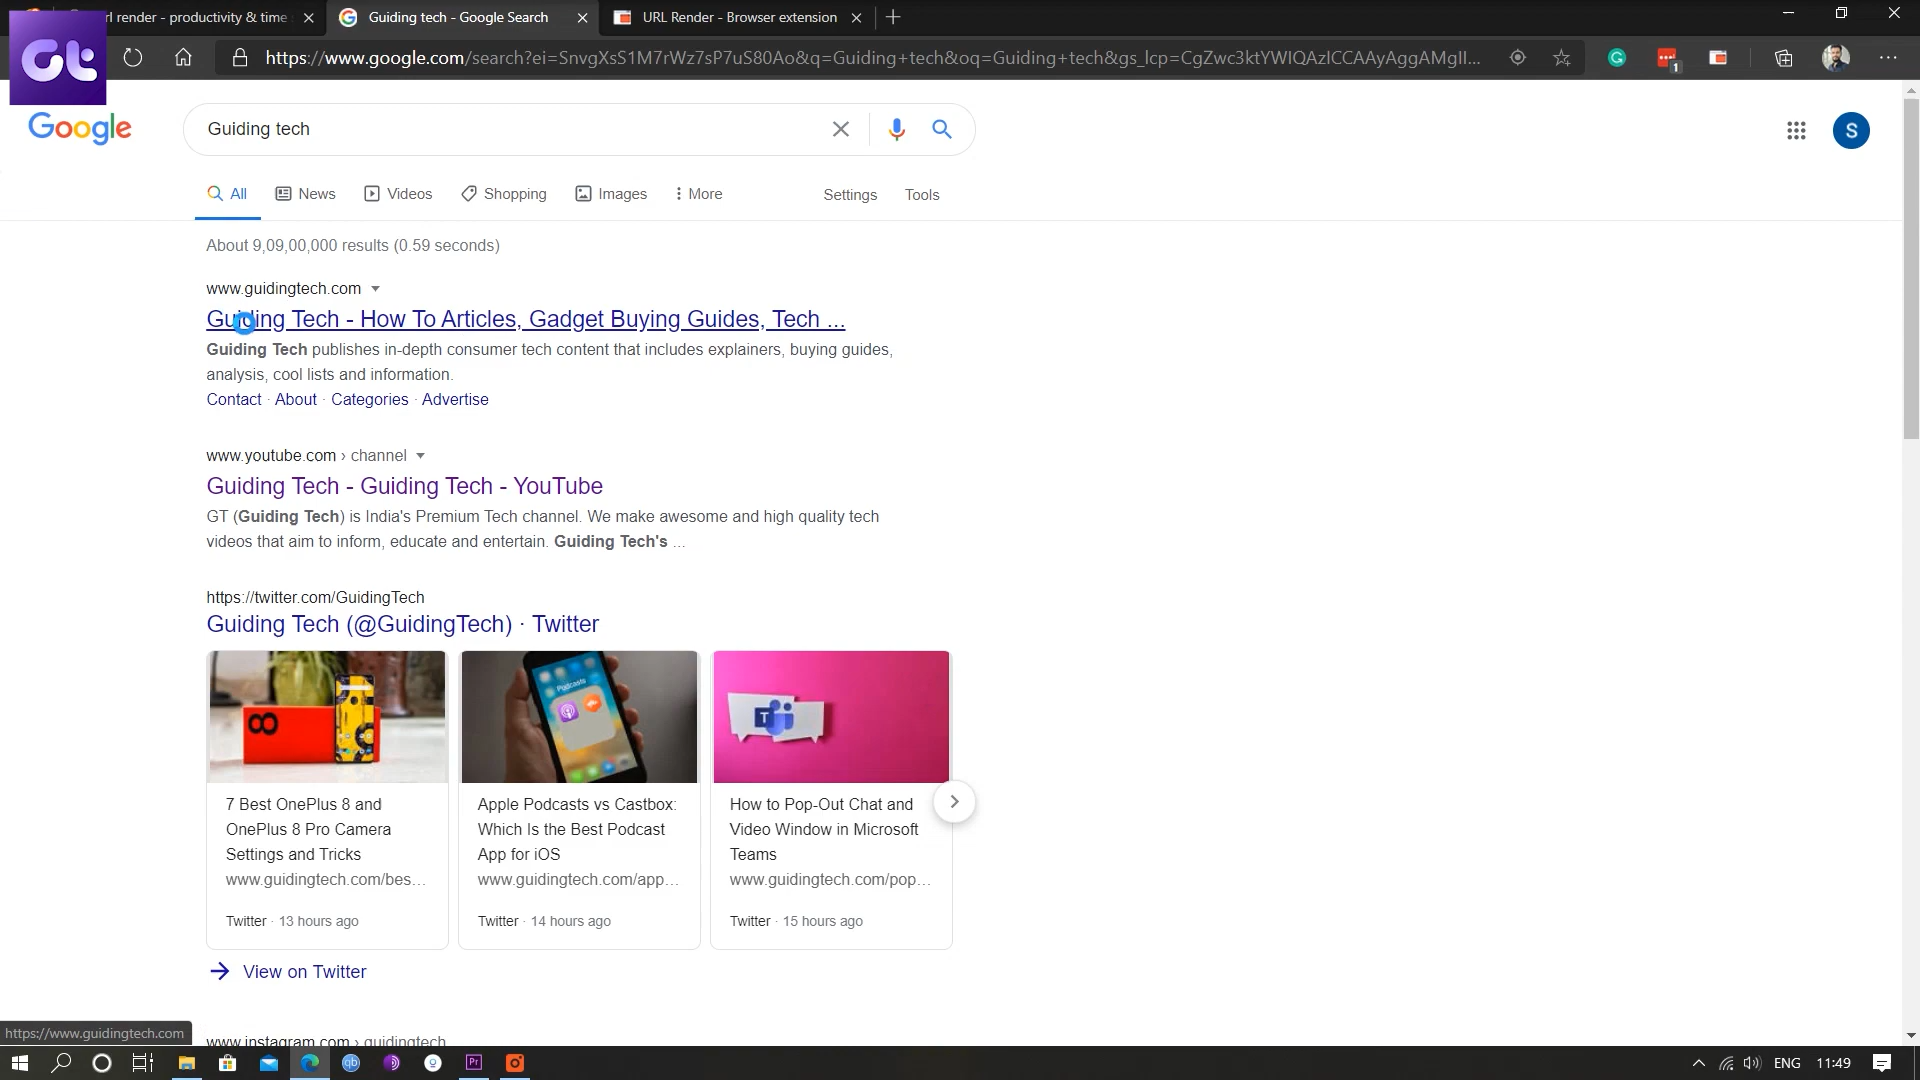 rl render - productivity & time
Guiding tech - Google Search
URL Render - Browser extension
https://www.google.com/search?ei=SnvgXsS1M7rWz7sP7uS80Ao&q=Guiding+tech&oq=Guiding+tech&gs_lcp=CgZwc3ktYWIQAzICCAAyAggAMgII...
1
Gt
Google
Guiding tech
S
All
News
Videos
Shopping
Images
More
Settings
Tools
About 9,09,00,000 results (0.59 seconds)
www.guidingtech.com
Guiding Tech - How To Articles, Gadget Buying Guides, Tech ...
Guiding Tech publishes in-depth consumer tech content that includes explainers, buying guides,
analysis, cool lists and information.
Contact · About · Categories · Advertise
www.youtube.com › channel
Guiding Tech - Guiding Tech - YouTube
GT (Guiding Tech) is India's Premium Tech channel. We make awesome and high quality tech
videos that aim to inform, educate and entertain. Guiding Tech's ...
https://twitter.com/GuidingTech
Guiding Tech (@GuidingTech) · Twitter
8
Podcasts
T
7 Best OnePlus 8 and
OnePlus 8 Pro Camera
Settings and Tricks
www.guidingtech.com/bes...
Twitter · 13 hours ago
Apple Podcasts vs Castbox:
Which Is the Best Podcast
App for iOS
www.guidingtech.com/app...
Twitter · 14 hours ago
How to Pop-Out Chat and
Video Window in Microsoft
Teams
www.guidingtech.com/pop...
Twitter · 15 hours ago
View on Twitter
https://www.guidingtech.com
www.instagram.com › guidingtech
qb
Pr
ENG
11:49